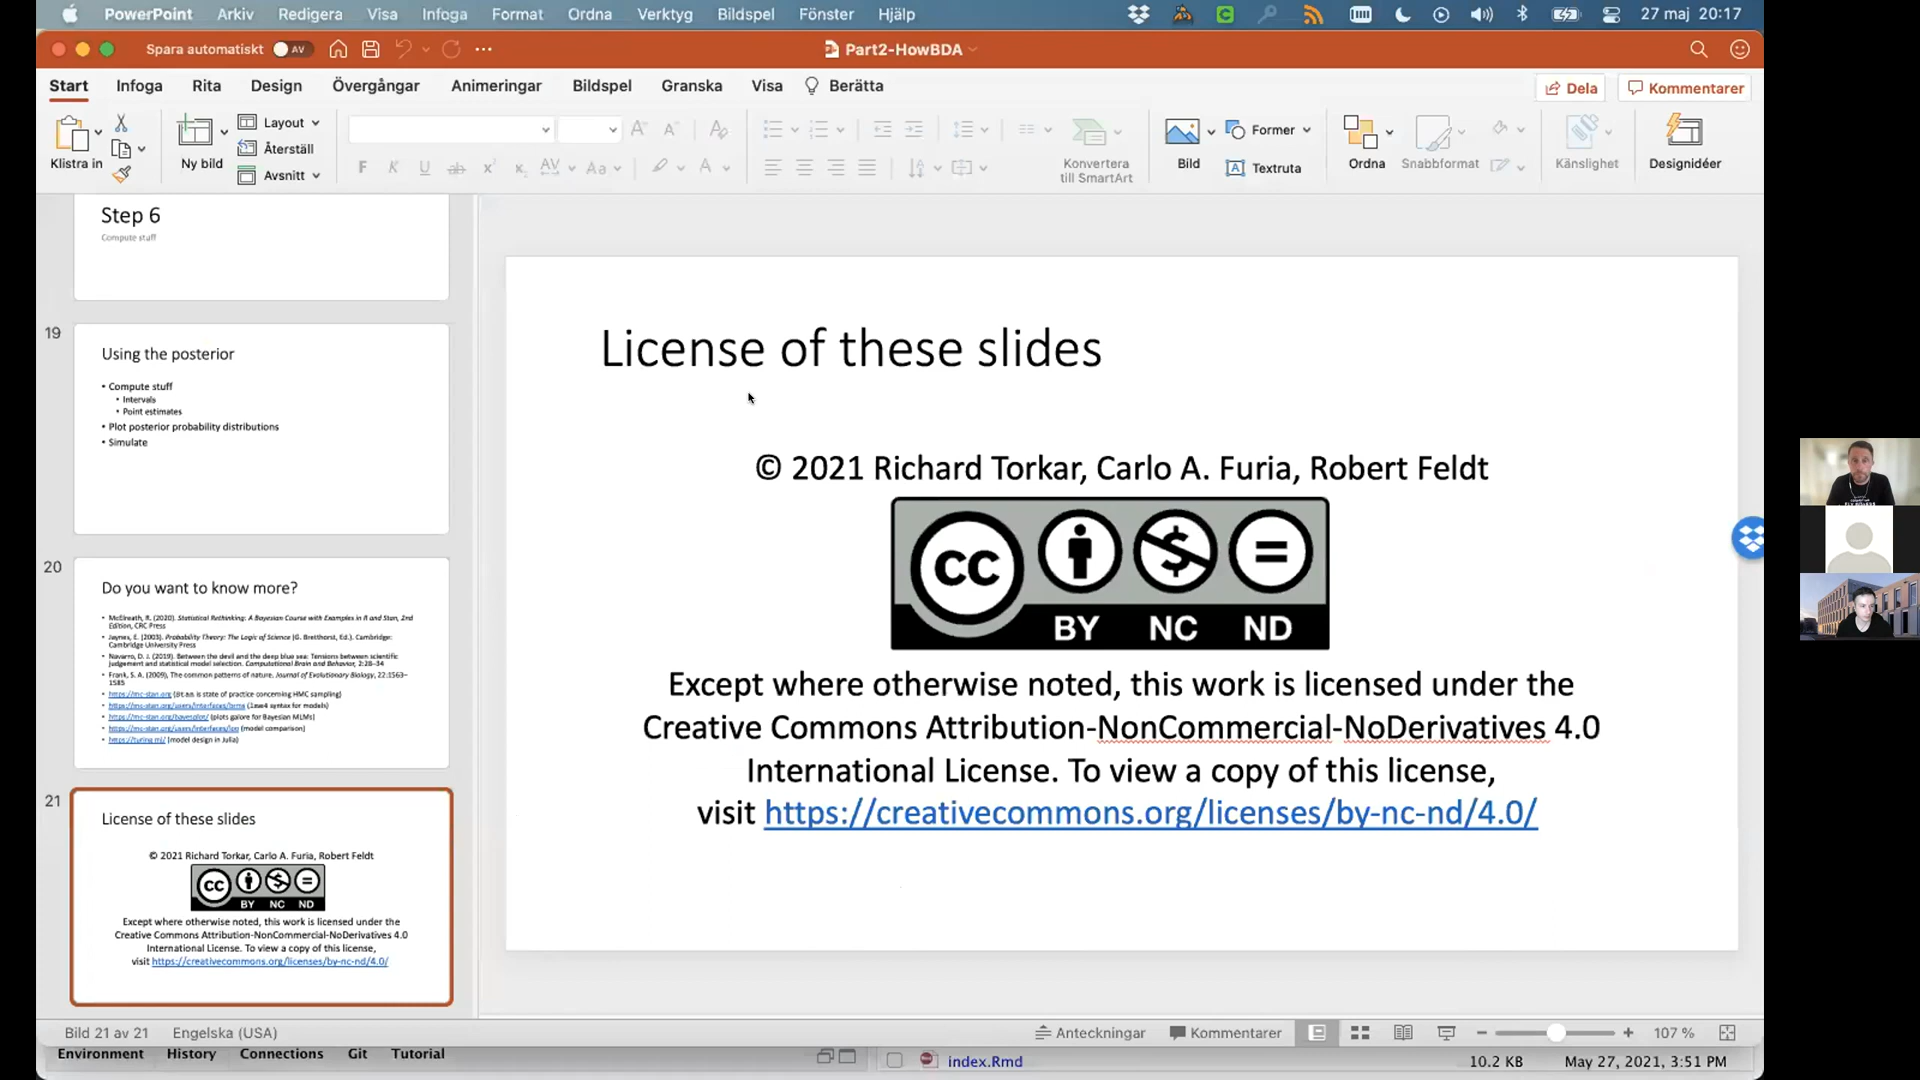 PowerPoint Arkiv Redigera Visa Infoga Format Ordna Verktyg Bildspel Fönster Hjälp 27 maj 20:17
Spara automatiskt AV Part2-HowBDA
Start Infoga Rita Design Övergångar Animeringar Bildspel Granska Visa Berätta Dela Kommentarer
Klistra in
Ny bild
Layout
Återställ
Avsnitt
Konvertera till SmartArt
Bild
Former
Textruta
Ordna
Snabbformat
Känslighet
Designidéer
Step 6
Compute stuff
19
Using the posterior
• Compute stuff
• Intervals
• Point estimates
• Plot posterior probability distributions
• Simulate
20
Do you want to know more?
• McElreath, R. (2020). Statistical Rethinking: A Bayesian Course with Examples in R and Stan, 2nd
Edition, CRC Press
• Jaynes, E. (2003). Probability Theory: The Logic of Science (G. Bretthorst, Ed.). Cambridge:
Cambridge University Press
• Navarro, D. J. (2019). Between the devil and the deep blue sea: Tensions between scientific
judgement and statistical model selection. Computational Brain and Behavior, 2:28–34
• Frank, S. A. (2009), The common patterns of nature. Journal of Evolutionary Biology, 22:1563–
1585
• https://mc-stan.org (Stan is state of practice concerning HMC sampling)
• https://mc-stan.org/users/interfaces/brms (lme4 syntax for models)
• https://mc-stan.org/bayesplot/ (plots galore for Bayesian MLMs)
• https://mc-stan.org/users/interfaces/loo (model comparison)
• https://turing.ml/ (model design in Julia)
21
License of these slides
© 2021 Richard Torkar, Carlo A. Furia, Robert Feldt
cc BY NC ND
Except where otherwise noted, this work is licensed under the
Creative Commons Attribution-NonCommercial-NoDerivatives 4.0
International License. To view a copy of this license,
visit https://creativecommons.org/licenses/by-nc-nd/4.0/
License of these slides
© 2021 Richard Torkar, Carlo A. Furia, Robert Feldt
cc BY NC ND
Except where otherwise noted, this work is licensed under the
Creative Commons Attribution-NonCommercial-NoDerivatives 4.0
International License. To view a copy of this license,
visit https://creativecommons.org/licenses/by-nc-nd/4.0/
Bild 21 av 21 Engelska (USA) Anteckningar Kommentarer 107 %
Environment History Connections Git Tutorial index.Rmd 10.2 KB May 27, 2021, 3:51 PM